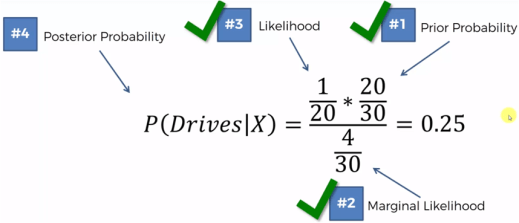 #4 Posterior Probability
#3 Likelihood
#1 Prior Probability
P(Drives|X) = 1/20 * 20/30 / 4/30 = 0.25
#2 Marginal Likelihood